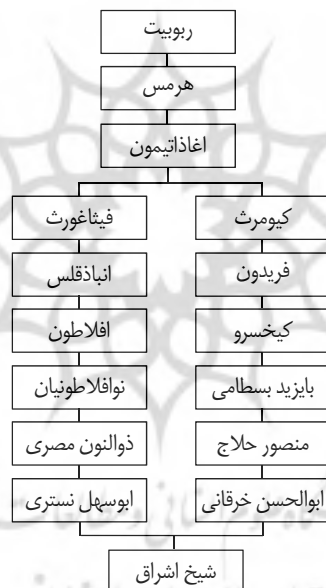 ربوبیت
هرمس
اغاذاتیمون
کیومرث
فیثاغورث
فریدون
انباذقلس
کیخسرو
افلاطون
بایزید بسطامی
نوافلاطونیان
منصور حلاج
ذوالنون مصری
ابوالحسن خرقانی
ابوسهل نستری
شیخ اشراق